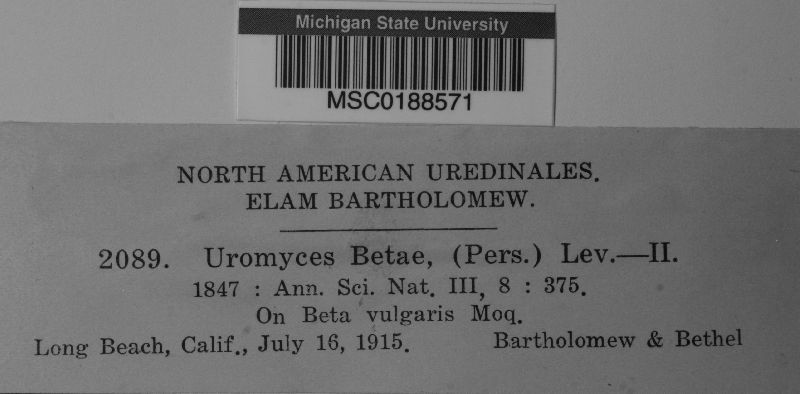 Michigan State University
MSC0188571
NORTH AMERICAN UREDINALES.
ELAM BARTHOLOMEW.
2089. Uromyces Betae, (Pers.) Lev.—II.
1847 : Ann. Sci. Nat. III, 8 : 375.
On Beta vulgaris Moq.
Long Beach, Calif., July 16, 1915. Bartholomew & Bethel